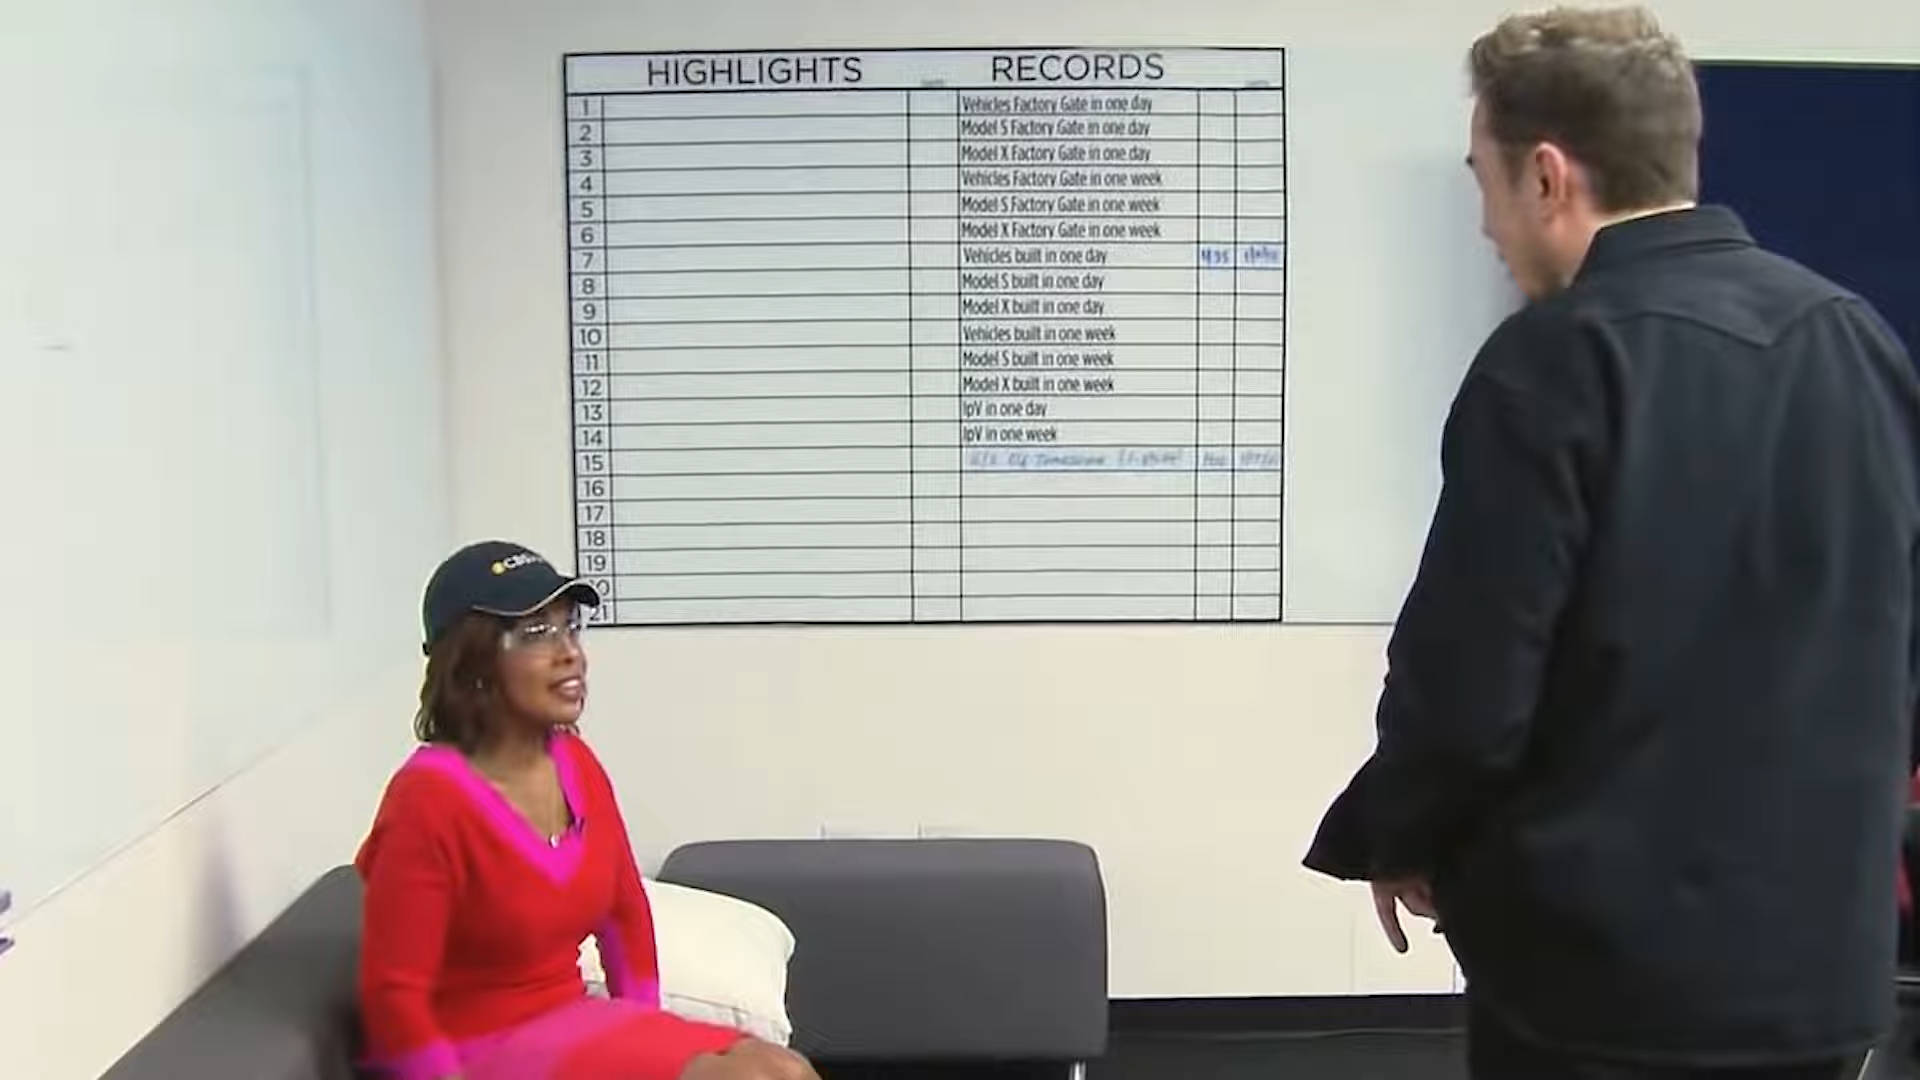 HIGHLIGHTS RECORDS
1 Vehicles Factory Gate in one day
2 Model S Factory Gate in one day
3 Model X Factory Gate in one day
4 Vehicles Factory Gate in one week
5 Model S Factory Gate in one week
6 Model X Factory Gate in one week
7 Vehicles built in one day
8 Model S built in one day
9 Model X built in one day
10 Vehicles built in one week
11 Model S built in one week
12 Model X built in one week
13 IpV in one day
14 IpV in one week
15
16
17
18
19
21
CBS